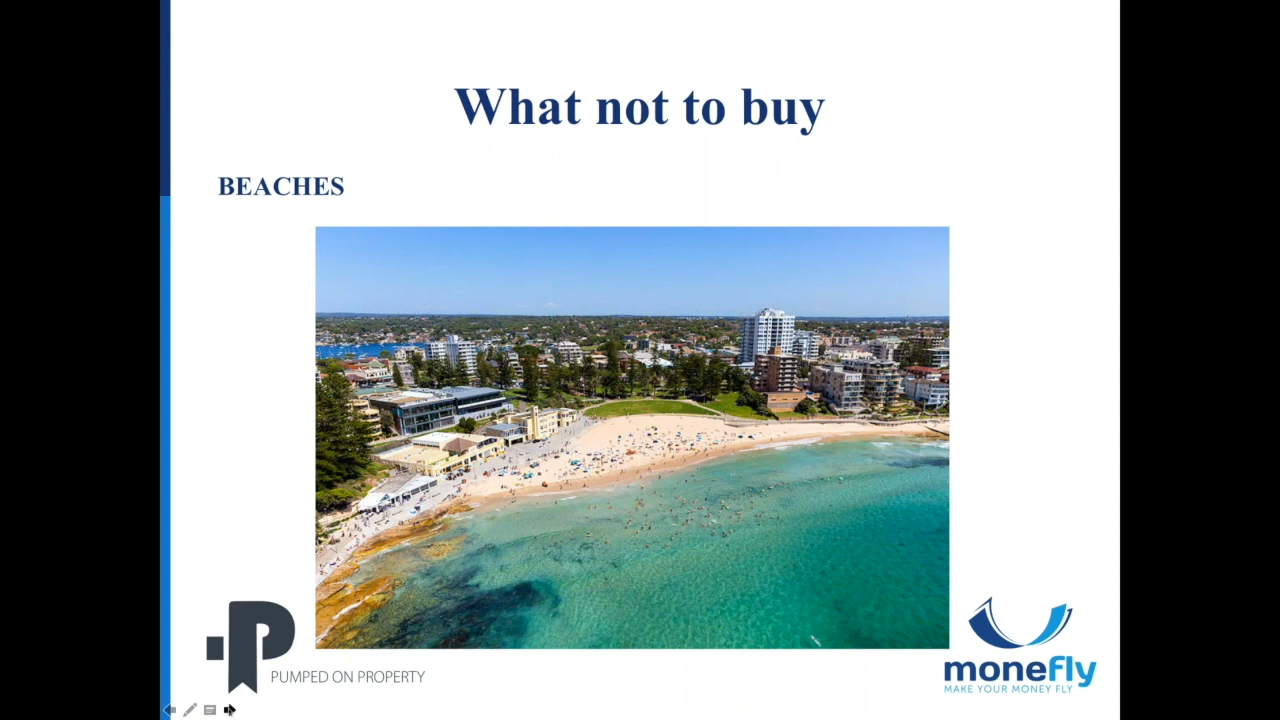 What not to buy
BEACHES
PUMPED ON PROPERTY
monefly
MAKE YOUR MONEY FLY